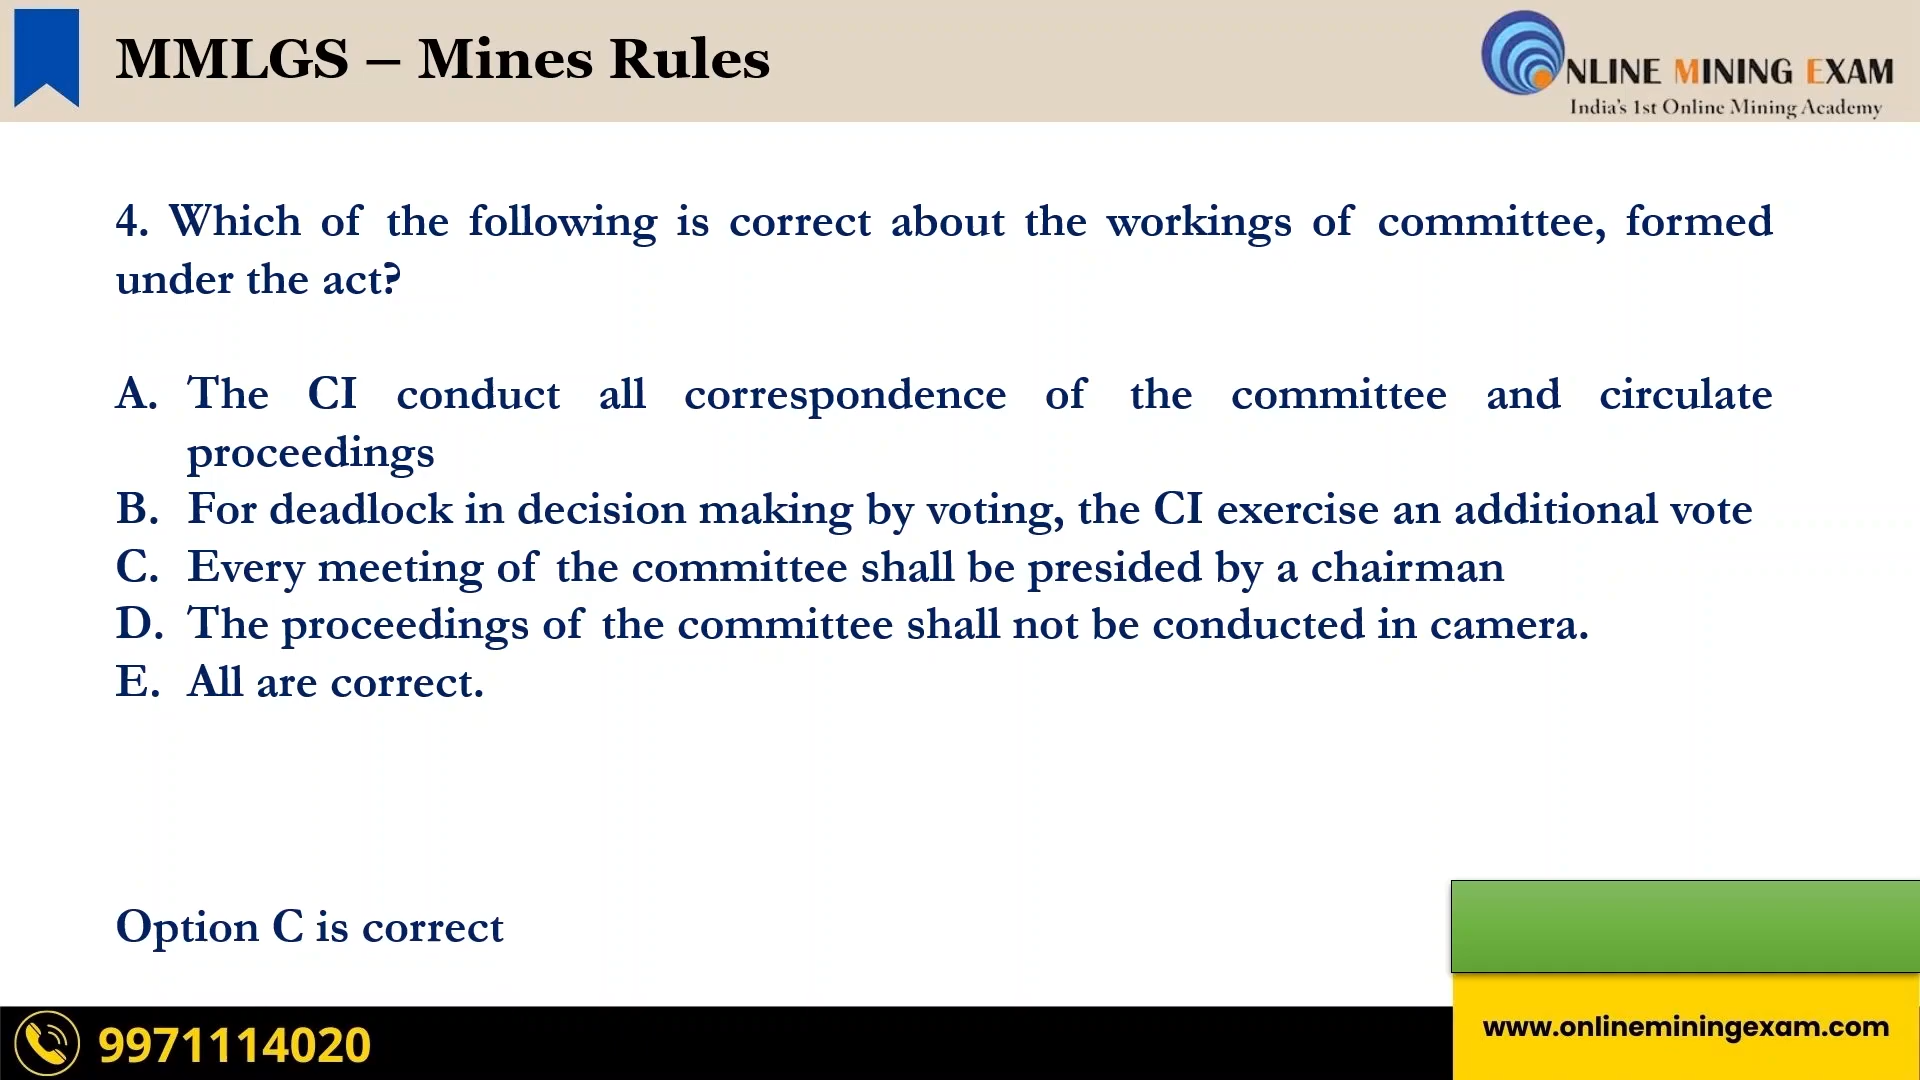 MMLGS – Mines Rules
NLINE MINING EXAM
India's 1st Online Mining Academy
4. Which of the following is correct about the workings of committee, formed
under the act?
A. The CI conduct all correspondence of the committee and circulate
proceedings
B. For deadlock in decision making by voting, the CI exercise an additional vote
C. Every meeting of the committee shall be presided by a chairman
D. The proceedings of the committee shall not be conducted in camera.
E. All are correct.
Option C is correct
9971114020
www.onlineminingexam.com